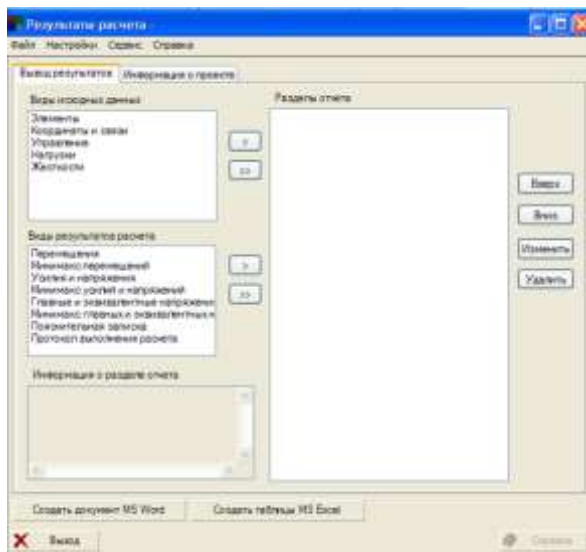 Результаты расчета
Файл Настройки Сервис Справка
Вывод результатов Информация о проекте
Виды исходных данных
Разделы отчета
Элементы
Координаты и связи
Управление
Нагрузки
Жесткости
>
>>
Вверх
Вниз
Изменить
Удалить
Виды результатов расчета
Перемещения
Минимакс перемещений
Усилия и напряжения
Минимакс усилий и напряжений
Главные и эквивалентные напряжени
Минимакс главных и эквивалентных н
Пояснительная записка
Протокол выполнения расчета
>
>>
Информация о разделе отчета
Создать документ MS Word Создать таблицы MS Excel
Выход Справка